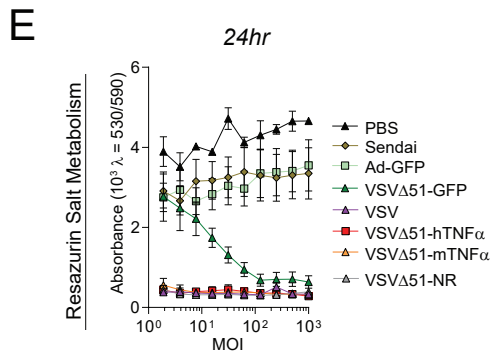 E
24hr
Resazurin Salt Metabolism
Absorbance (10³ λ = 530/590)
6
4
2
0
10⁰ 10¹ 10² 10³
MOI
PBS
Sendai
Ad-GFP
VSVΔ51-GFP
VSV
VSVΔ51-hTNFα
VSVΔ51-mTNFα
VSVΔ51-NR